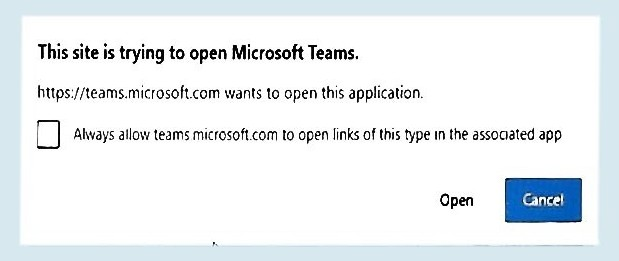 This site is trying to open Microsoft Teams.
https://teams.microsoft.com wants to open this application.
Always allow teams.microsoft.com to open links of this type in the associated app
Open Cancel